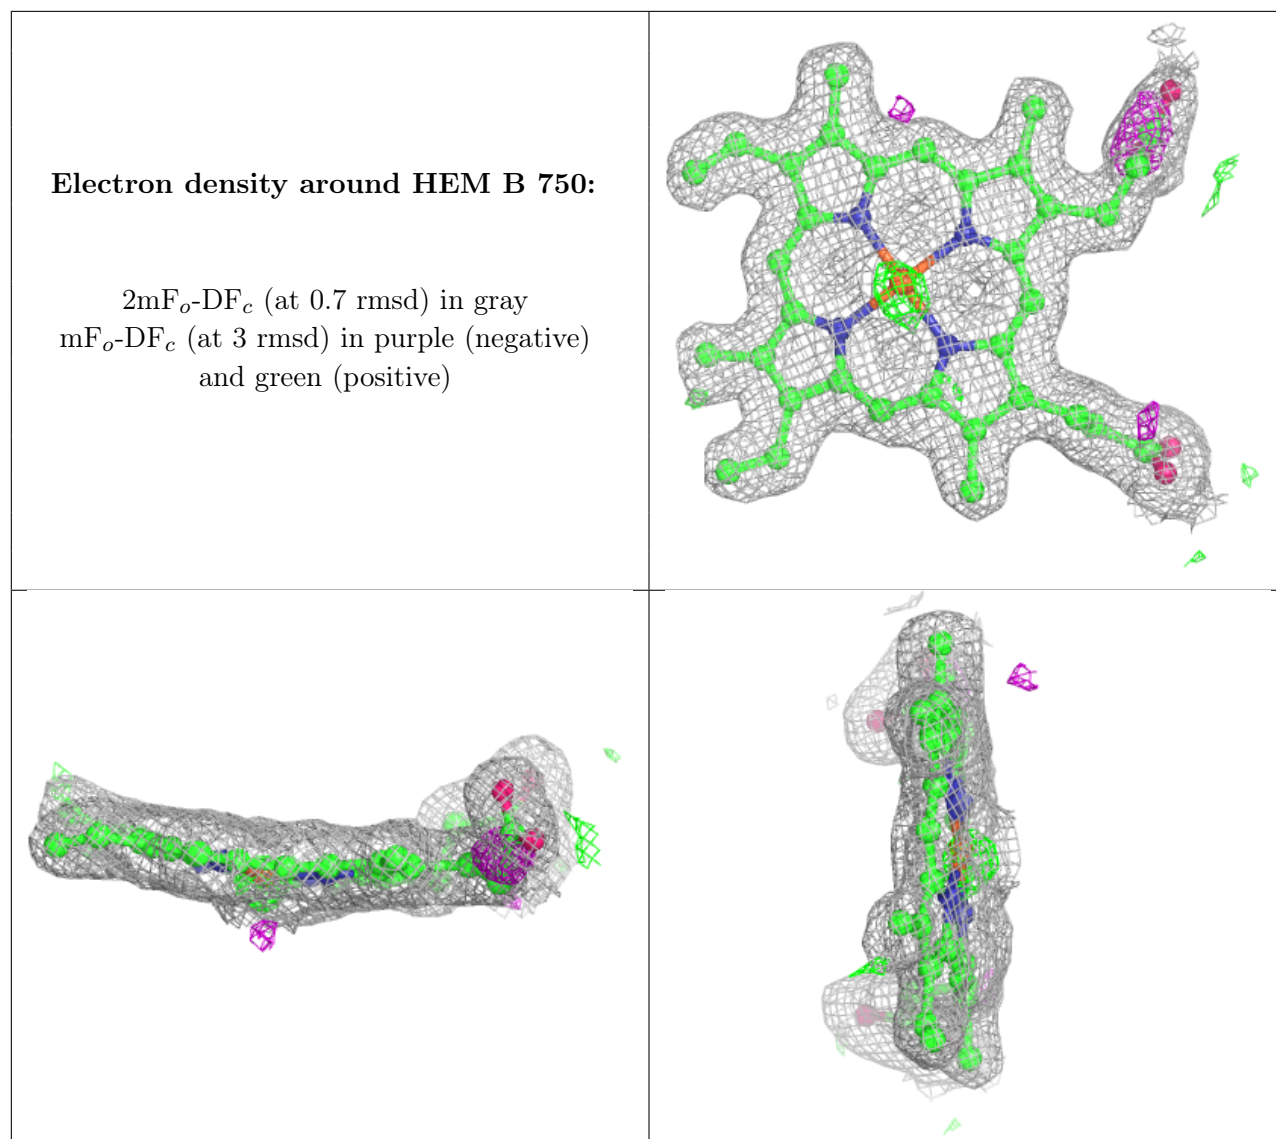 Electron density around HEM B 750:
2mFo-DFc (at 0.7 rmsd) in gray
mFo-DFc (at 3 rmsd) in purple (negative)
and green (positive)